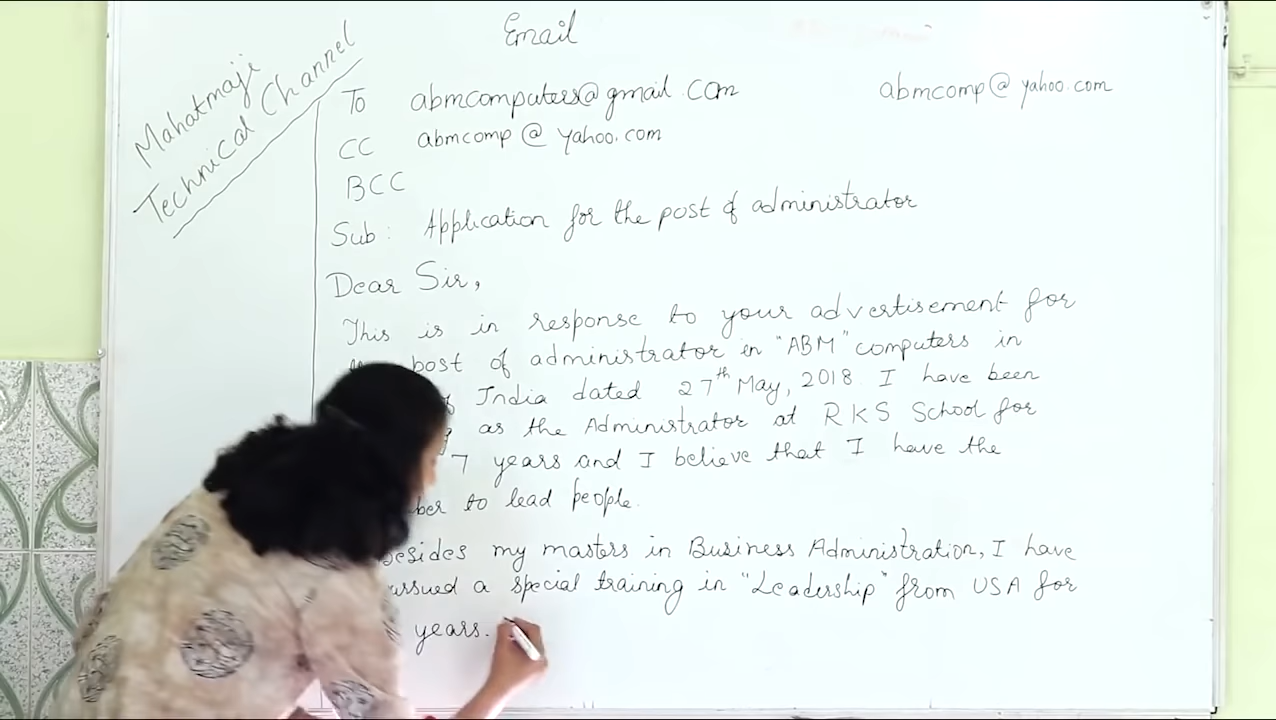 Email
Mahatmaji
Technical Channel
To abmcomputers@gmail.com
abmcomp@yahoo.com
CC abmcomp@yahoo.com
BCC
Sub: Application for the post of administrator
Dear Sir,
This is in response to your advertisement for
post of administrator in "ABM" computers in
India dated 27th May, 2018. I have been
as the Administrator at RKS School for
7 years and I believe that I have the
to lead people.
Besides my masters in Business Administration, I have
a special training in "Leadership" from USA for
years.